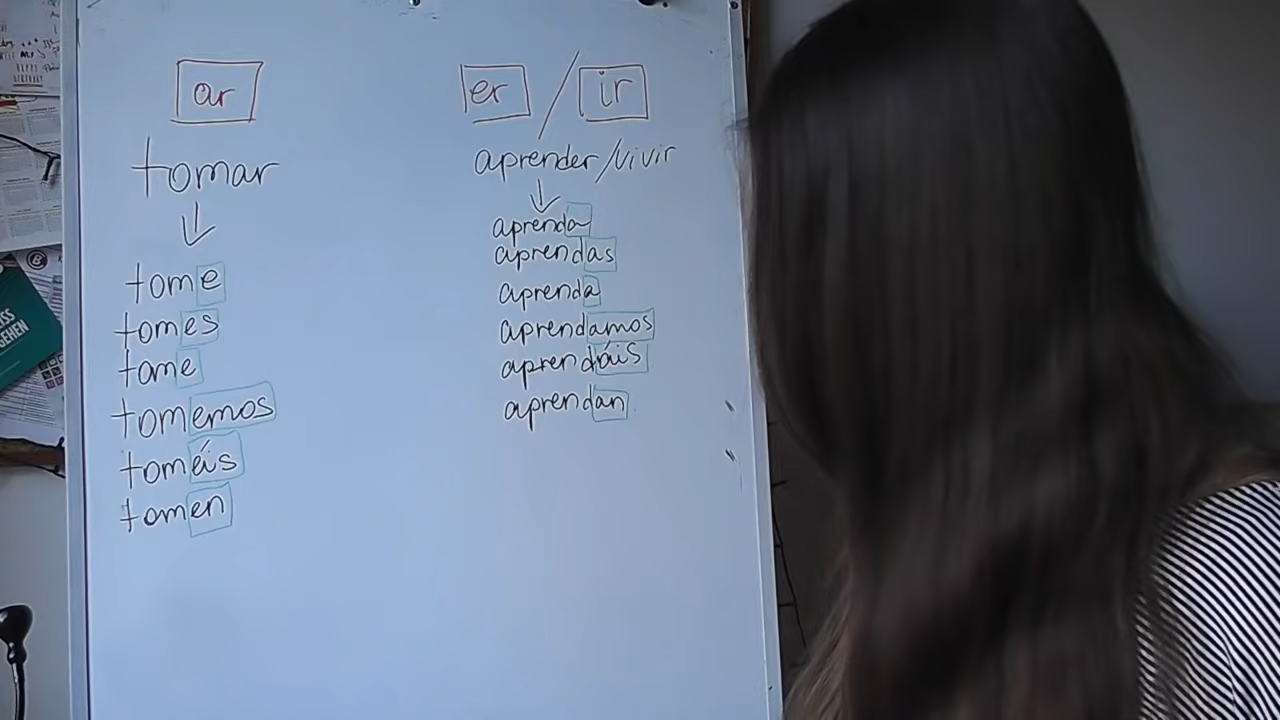 ar
tomar
tome
tomes
tome
tomemos
toméis
tomen
er / ir
aprender/vivir
aprenda
aprendas
aprenda
aprendamos
aprendáis
aprendan